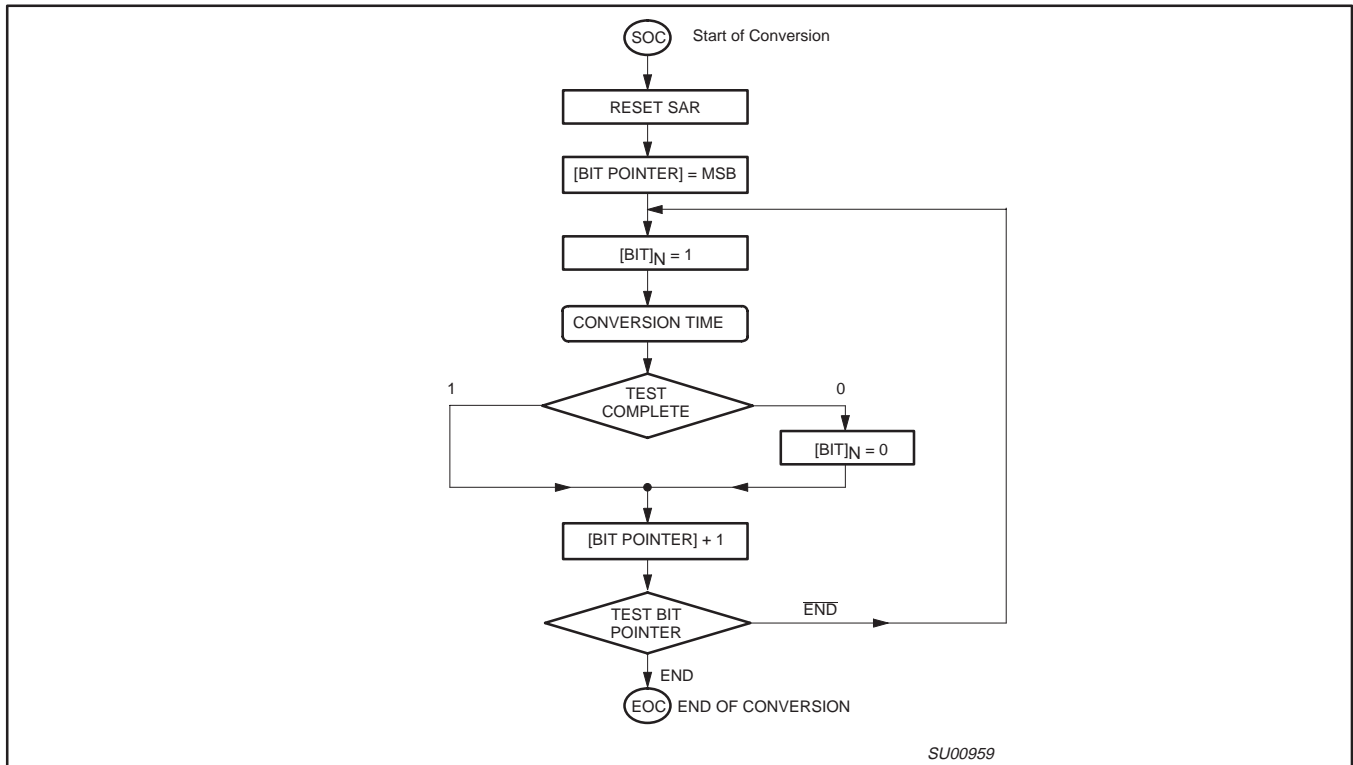 SOC Start of Conversion
RESET SAR
[BIT POINTER] = MSB
[BIT]N = 1
CONVERSION TIME
1
TEST
COMPLETE
0
[BIT]N = 0
[BIT POINTER] + 1
TEST BIT
POINTER
END
END
EOC END OF CONVERSION
SU00959